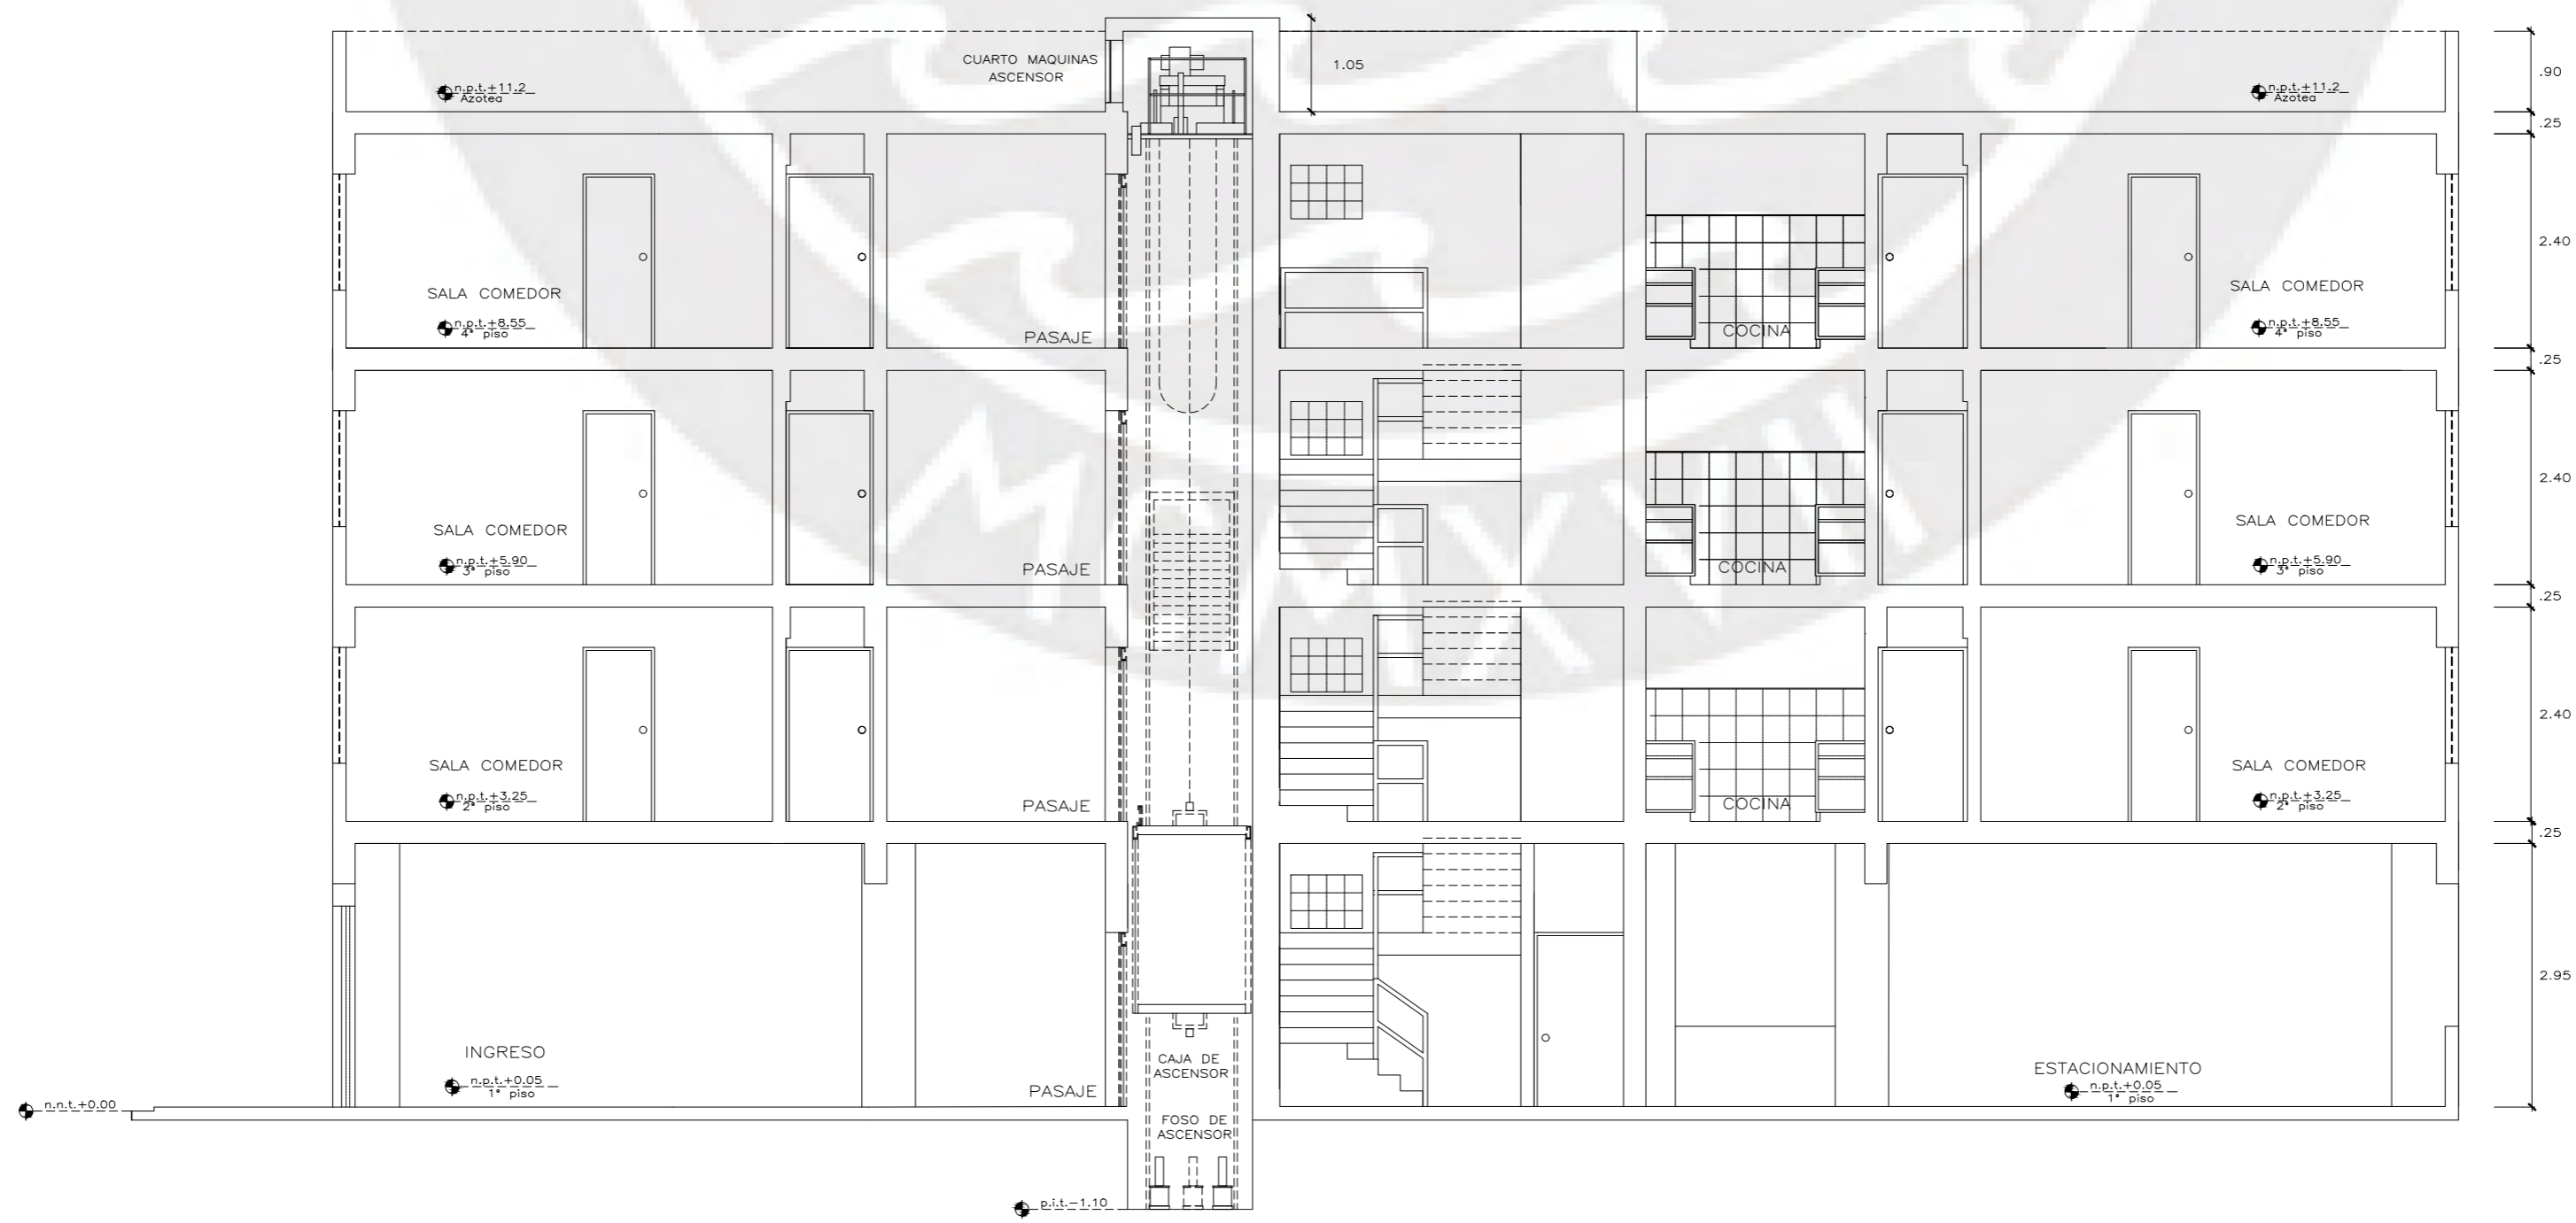 CUARTO MAQUINAS
ASCENSOR
1.05
.90
n.p.t.+11.2
Azotea
n.p.t.+11.2
Azotea
.25
2.40
SALA COMEDOR
n.p.t.+8.55
4° piso
PASAJE
COCINA
SALA COMEDOR
n.p.t.+8.55
4° piso
.25
2.40
SALA COMEDOR
n.p.t.+5.90
3° piso
PASAJE
COCINA
SALA COMEDOR
n.p.t.+5.90
3° piso
.25
MCMXVII
2.40
SALA COMEDOR
n.p.t.+3.25
2° piso
PASAJE
COCINA
SALA COMEDOR
n.p.t.+3.25
2° piso
.25
2.95
INGRESO
n.p.t.+0.05
1° piso
PASAJE
CAJA DE
ASCENSOR
ESTACIONAMIENTO
n.p.t.+0.05
1° piso
n.n.t.+0.00
FOSO DE
ASCENSOR
p.i.t.-1.10